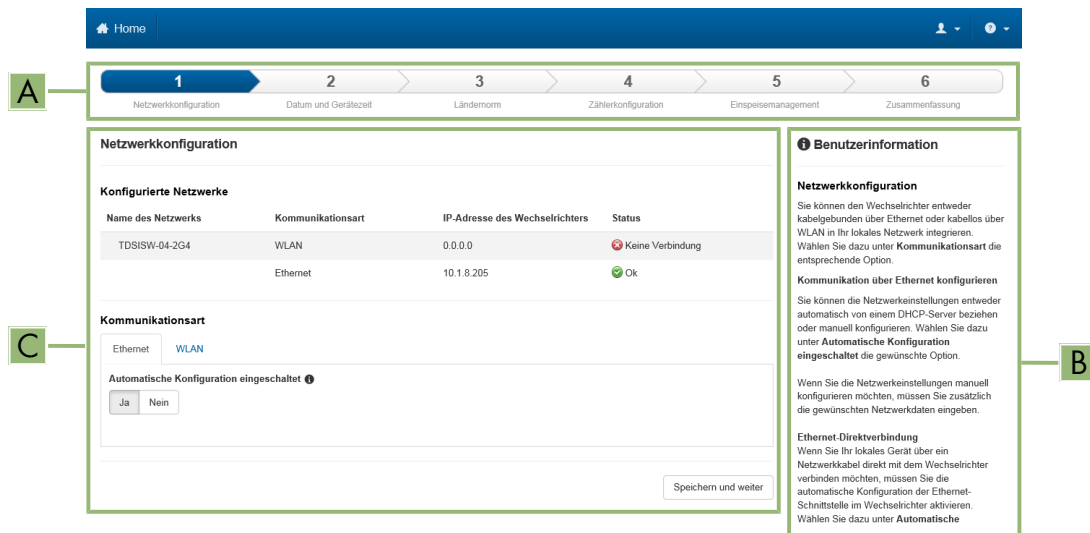 Home
A
1 2 3 4 5 6
Netzwerkkonfiguration Datum und Gerätezeit Ländernorm Zählerkonfiguration Einspeisemanagement Zusammenfassung
C
Netzwerkkonfiguration
Konfigurierte Netzwerke
Name des Netzwerks Kommunikationsart IP-Adresse des Wechselrichters Status
TDSISW-04-2G4 WLAN 0.0.0.0 Keine Verbindung
Ethernet 10.1.8.205 Ok
Kommunikationsart
Ethernet WLAN
Automatische Konfiguration eingeschaltet
Ja Nein
Speichern und weiter
B
Benutzerinformation
Netzwerkkonfiguration
Sie können den Wechselrichter entweder
kabelgebunden über Ethernet oder kabellos über
WLAN in Ihr lokales Netzwerk integrieren.
Wählen Sie dazu unter Kommunikationsart die
entsprechende Option.
Kommunikation über Ethernet konfigurieren
Sie können die Netzwerkeinstellungen entweder
automatisch von einem DHCP-Server beziehen
oder manuell konfigurieren. Wählen Sie dazu
unter Automatische Konfiguration
eingeschaltet die gewünschte Option.
Wenn Sie die Netzwerkeinstellungen manuell
konfigurieren möchten, müssen Sie zusätzlich
die gewünschten Netzwerkdaten eingeben.
Ethernet-Direktverbindung
Wenn Sie Ihr lokales Gerät über ein
Netzwerkkabel direkt mit dem Wechselrichter
verbinden möchten, müssen Sie die
automatische Konfiguration der Ethernet-
Schnittstelle im Wechselrichter aktivieren.
Wählen Sie dazu unter Automatische